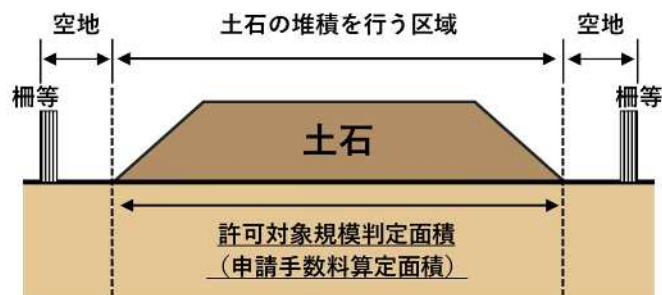 空地
土石の堆積を行う区域
空地
柵等
柵等
土石
許可対象規模判定面積
（申請手数料算定面積）